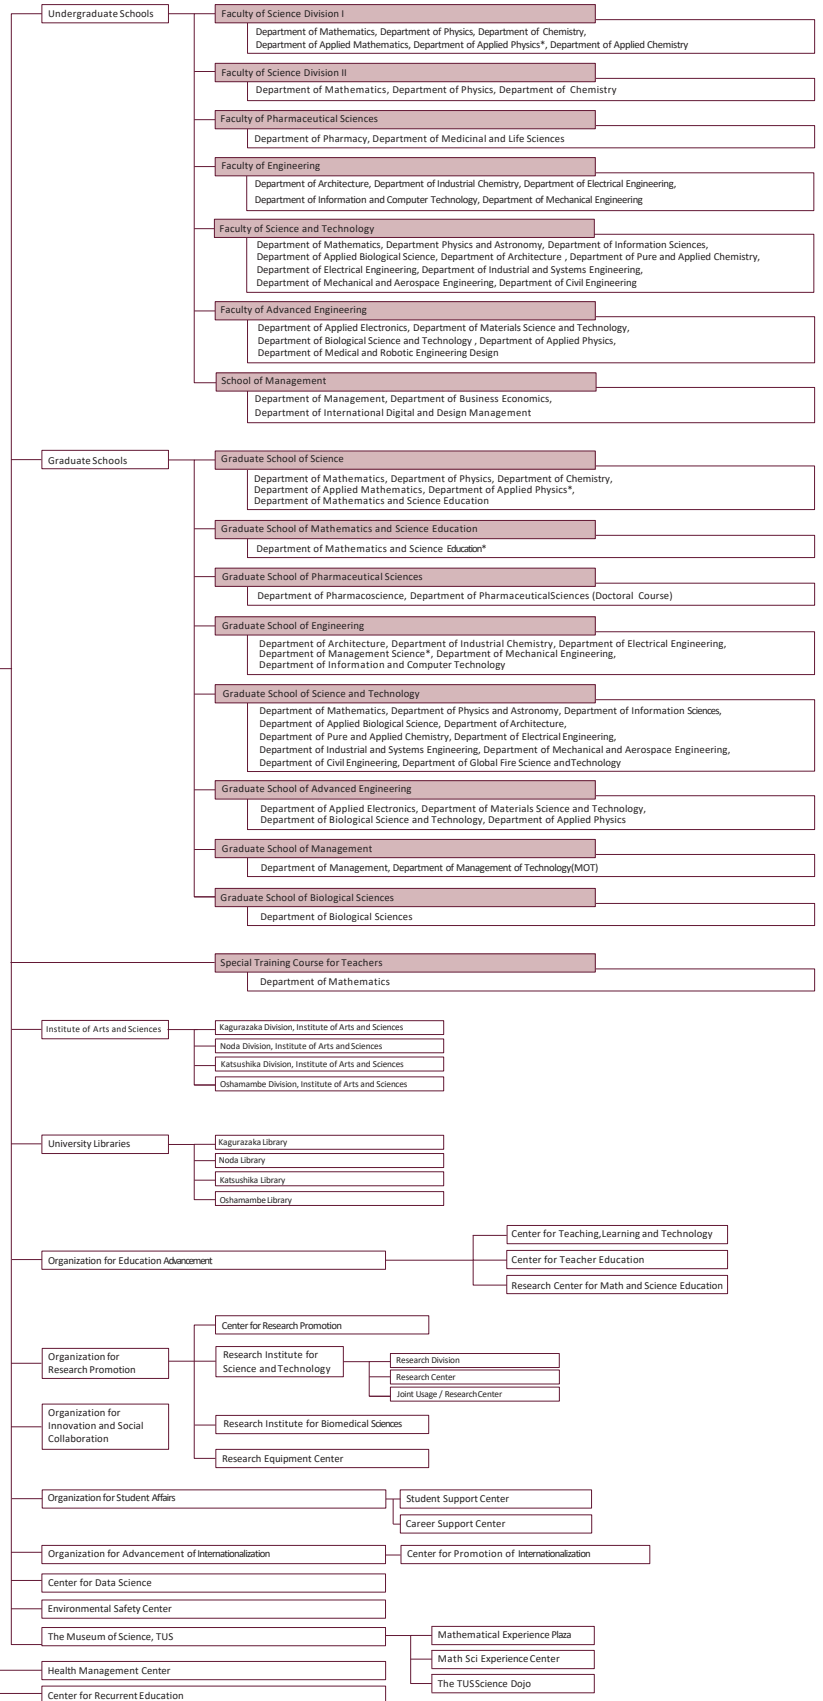 Undergraduate Schools
Faculty of Science Division I
Department of Mathematics, Department of Physics, Department of Chemistry,
Department of Applied Mathematics, Department of Applied Physics*, Department of Applied Chemistry
Faculty of Science Division II
Department of Mathematics, Department of Physics, Department of Chemistry
Faculty of Pharmaceutical Sciences
Department of Pharmacy, Department of Medicinal and Life Sciences
Faculty of Engineering
Department of Architecture, Department of Industrial Chemistry, Department of Electrical Engineering,
Department of Information and Computer Technology, Department of Mechanical Engineering
Faculty of Science and Technology
Department of Mathematics, Department Physics and Astronomy, Department of Information Sciences,
Department of Applied Biological Science, Department of Architecture , Department of Pure and Applied Chemistry,
Department of Electrical Engineering, Department of Industrial and Systems Engineering,
Department of Mechanical and Aerospace Engineering, Department of Civil Engineering
Faculty of Advanced Engineering
Department of Applied Electronics, Department of Materials Science and Technology,
Department of Biological Science and Technology , Department of Applied Physics,
Department of Medical and Robotic Engineering Design
School of Management
Department of Management, Department of Business Economics,
Department of International Digital and Design Management
Graduate Schools
Graduate School of Science
Department of Mathematics, Department of Physics, Department of Chemistry,
Department of Applied Mathematics, Department of Applied Physics*,
Department of Mathematics and Science Education
Graduate School of Mathematics and Science Education
Department of Mathematics and Science Education*
Graduate School of Pharmaceutical Sciences
Department of Pharmacoscience, Department of PharmaceuticalSciences (Doctoral Course)
Graduate School of Engineering
Department of Architecture, Department of Industrial Chemistry, Department of Electrical Engineering,
Department of Management Science*, Department of Mechanical Engineering,
Department of Information and Computer Technology
Graduate School of Science and Technology
Department of Mathematics, Department of Physics and Astronomy, Department of Information Sciences,
Department of Applied Biological Science, Department of Architecture,
Department of Pure and Applied Chemistry, Department of Electrical Engineering,
Department of Industrial and Systems Engineering, Department of Mechanical and Aerospace Engineering,
Department of Civil Engineering, Department of Global Fire Science andTechnology
Graduate School of Advanced Engineering
Department of Applied Electronics, Department of Materials Science and Technology,
Department of Biological Science and Technology, Department of Applied Physics
Graduate School of Management
Department of Management, Department of Management of Technology(MOT)
Graduate School of Biological Sciences
Department of Biological Sciences
Special Training Course for Teachers
Department of Mathematics
Institute of Arts and Sciences
Kagurazaka Division, Institute of Arts and Sciences
Noda Division, Institute of Arts and Sciences
Katsushika Division, Institute of Arts and Sciences
Oshamambe Division, Institute of Arts and Sciences
University Libraries
Kagurazaka Library
Noda Library
Katsushika Library
Oshamambe Library
Organization for Education Advancement
Center for Teaching,Learning and Technology
Center for Teacher Education
Research Center for Math and Science Education
Organization for
Research Promotion
Center for Research Promotion
Research Institute for
Science and Technology
Research Division
Research Center
Joint Usage / ResearchCenter
Organization for
Innovation and Social
Collaboration
Research Institute for Biomedical Sciences
Research Equipment Center
Organization for Student Affairs
Student Support Center
Career Support Center
Organization for Advancement of Internationalization
Center for Promotion of Internationalization
Center for Data Science
Environmental Safety Center
The Museum of Science, TUS
Mathematical Experience Plaza
Math Sci Experience Center
The TUSScience Dojo
Health Management Center
Center for Recurrent Education